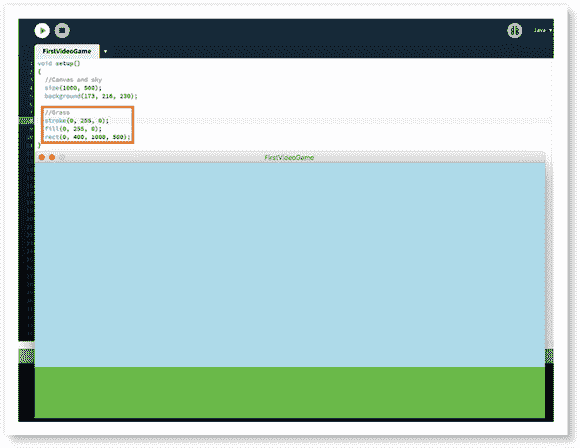 Java
FirstVideoGame
void setup()
{
//Canvas and sky
size(1000, 500);
background(173, 216, 230);
//Grass
stroke(0, 255, 0);
fill(0, 255, 0);
rect(0, 400, 1000, 500);
}
FirstVideoGame